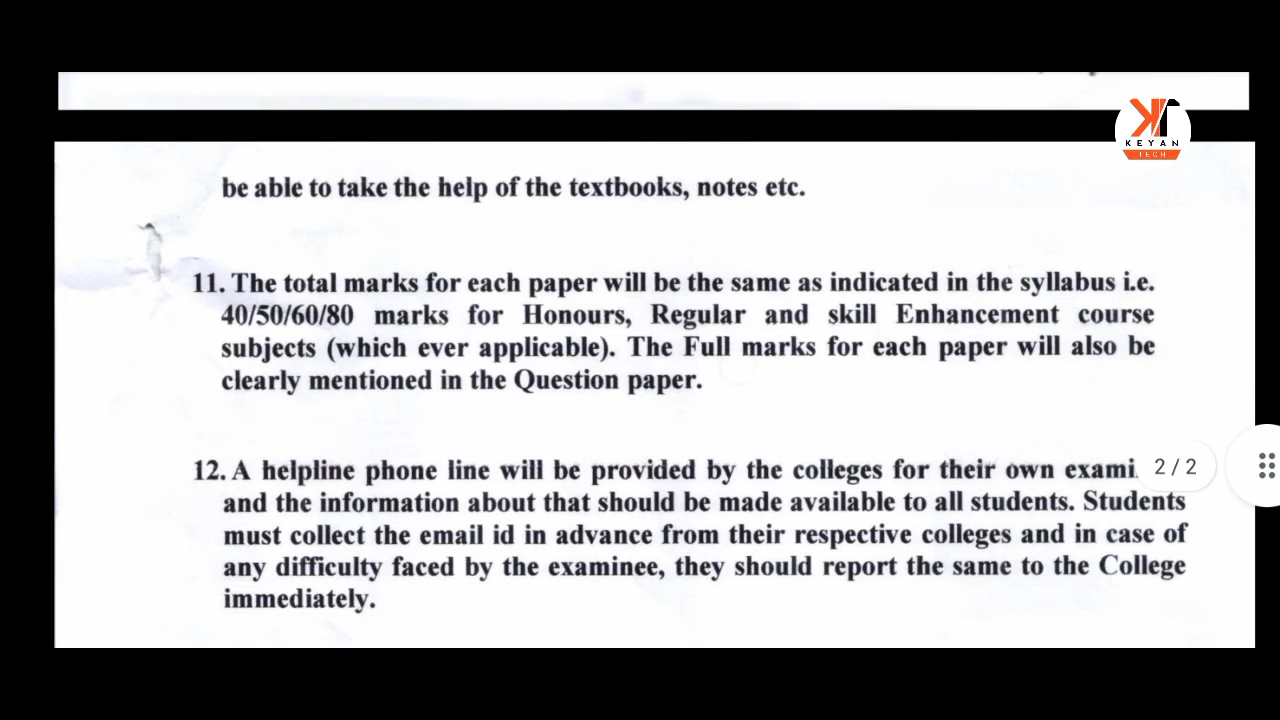 KEYAN
TECH
be able to take the help of the textbooks, notes etc.
11. The total marks for each paper will be the same as indicated in the syllabus i.e.
40/50/60/80 marks for Honours, Regular and skill Enhancement course
subjects (which ever applicable). The Full marks for each paper will also be
clearly mentioned in the Question paper.
12. A helpline phone line will be provided by the colleges for their own exami
2 / 2
and the information about that should be made available to all students. Students
must collect the email id in advance from their respective colleges and in case of
any difficulty faced by the examinee, they should report the same to the College
immediately.